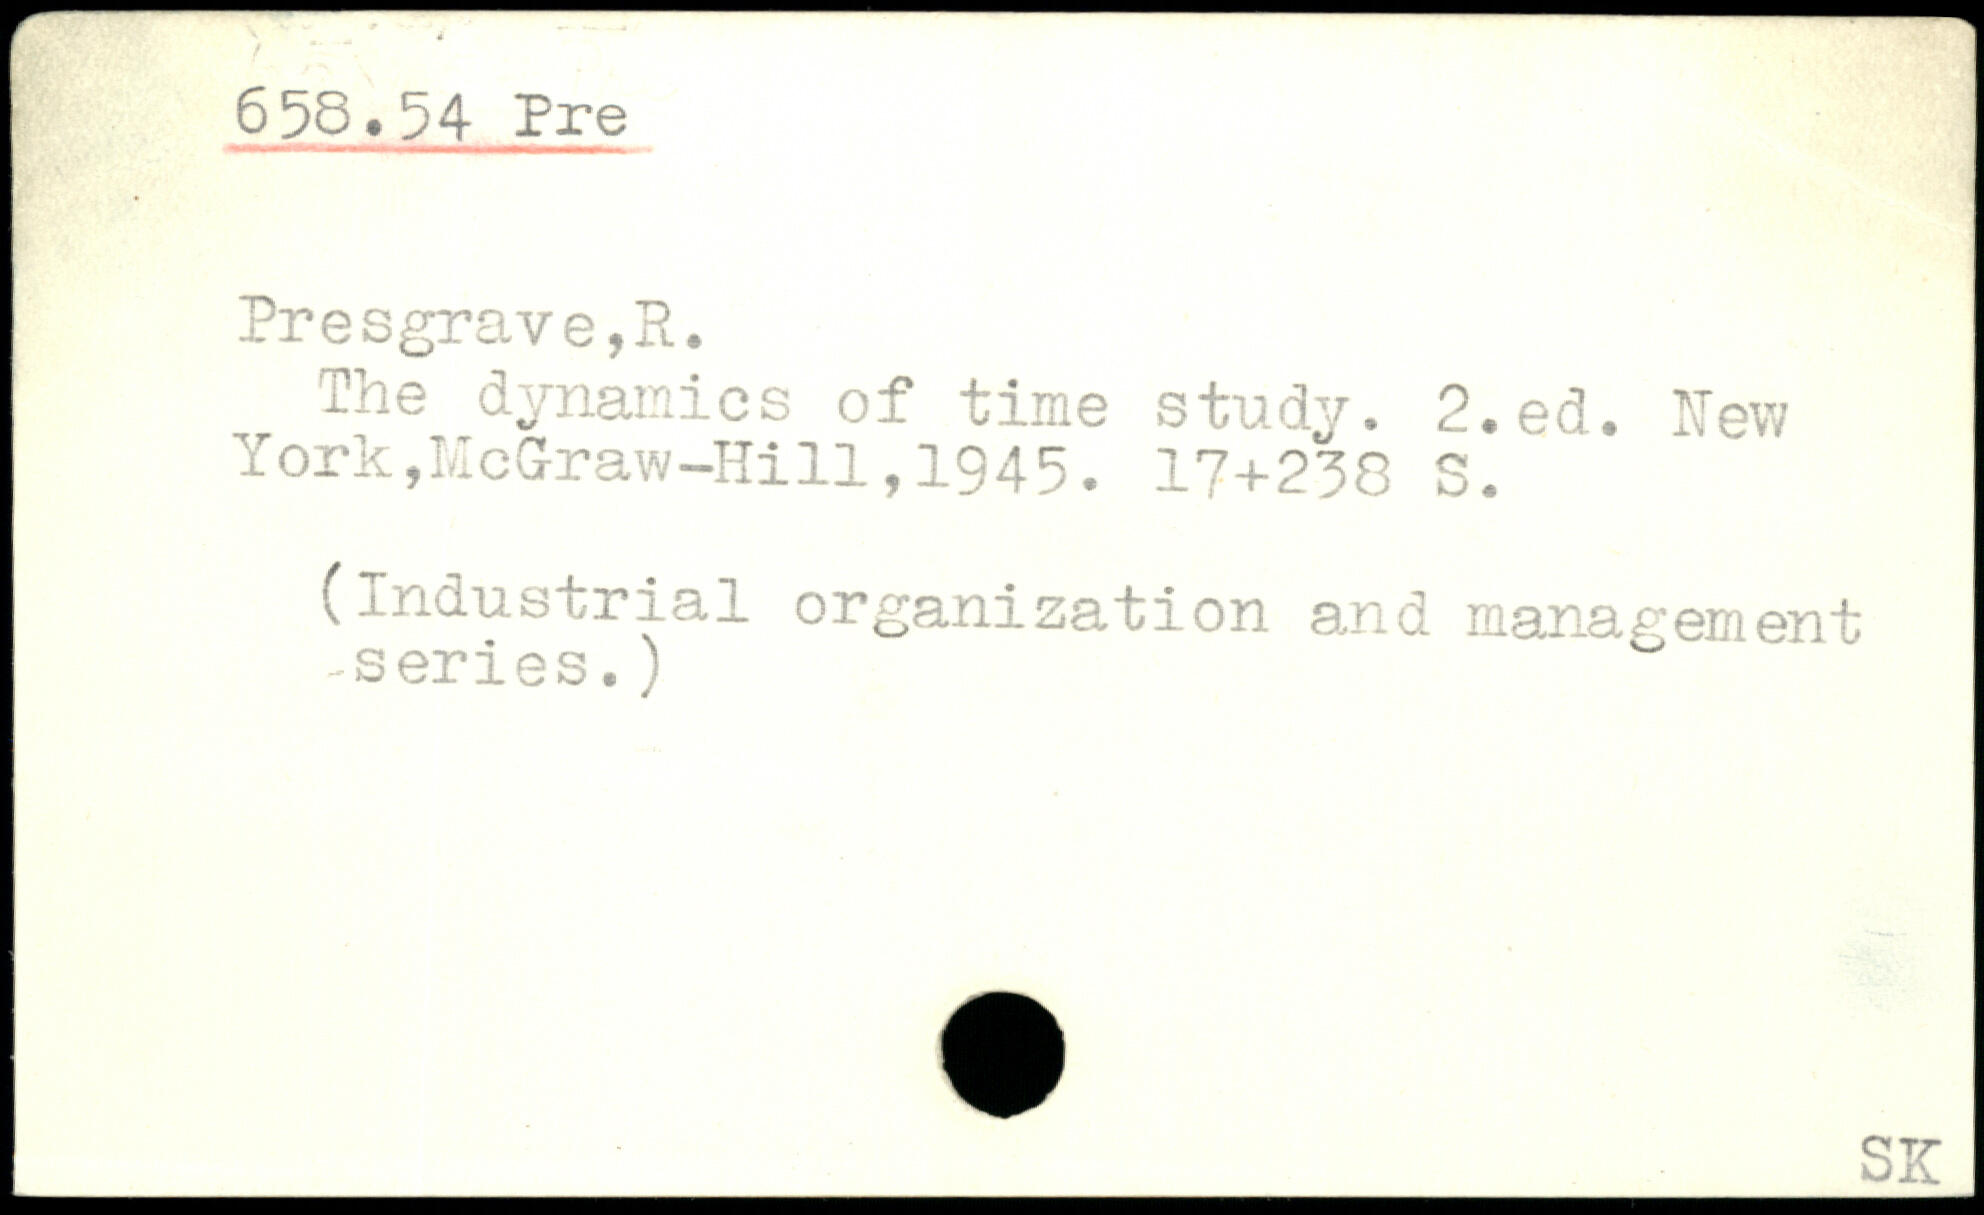 658.54 Pre
Presgrave,R.
The dynamics of time study. 2.ed. New
York,McGraw-Hill,1945. 17+238 S.
(Industrial organization and management
series.)
SK